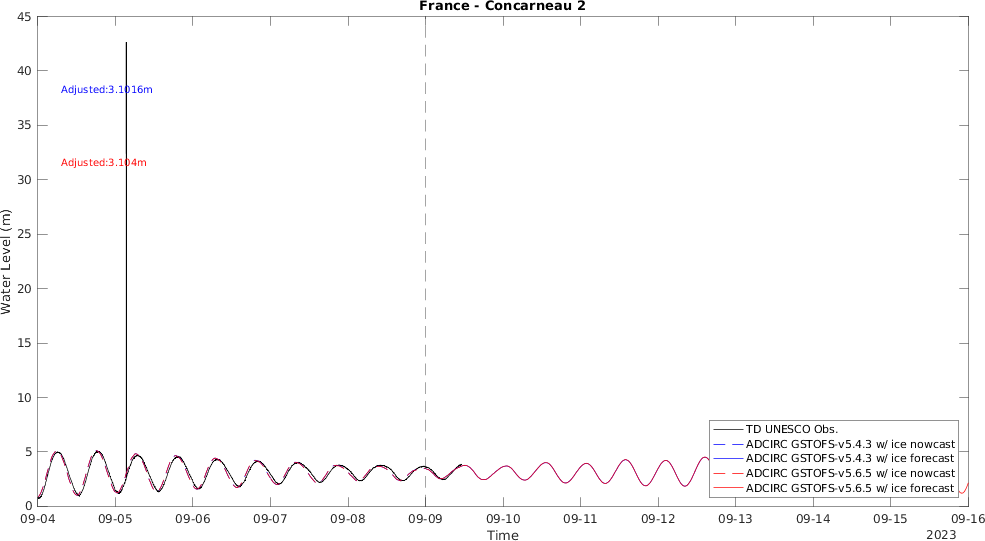 France - Concarneau 2
45
40
35
30
25
20
15
10
5
0
Water Level (m)
Adjusted:3.1016m
Adjusted:3.104m
TD UNESCO Obs.
ADCIRC GSTOFS-v5.4.3 w/ ice nowcast
ADCIRC GSTOFS-v5.4.3 w/ ice forecast
ADCIRC GSTOFS-v5.6.5 w/ ice nowcast
ADCIRC GSTOFS-v5.6.5 w/ ice forecast
09-04 09-05 09-06 09-07 09-08 09-09 09-10 09-11 09-12 09-13 09-14 09-15 09-16
Time
2023